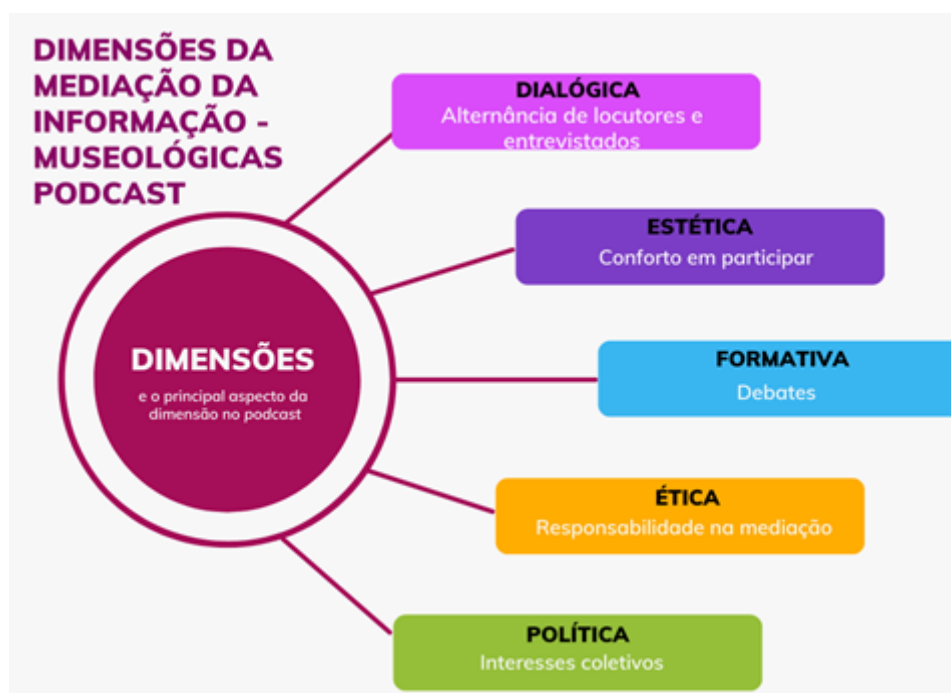 DIMENSÕES DA
MEDIAÇÃO DA
INFORMAÇÃO -
MUSEOLÓGICAS
PODCAST
DIALÓGICA
Alternância de locutores e
entrevistados
ESTÉTICA
Conforto em participar
FORMATIVA
Debates
DIMENSÕES
e o principal aspecto da
dimensão no podcast
ÉTICA
Responsabilidade na mediação
POLÍTICA
Interesses coletivos